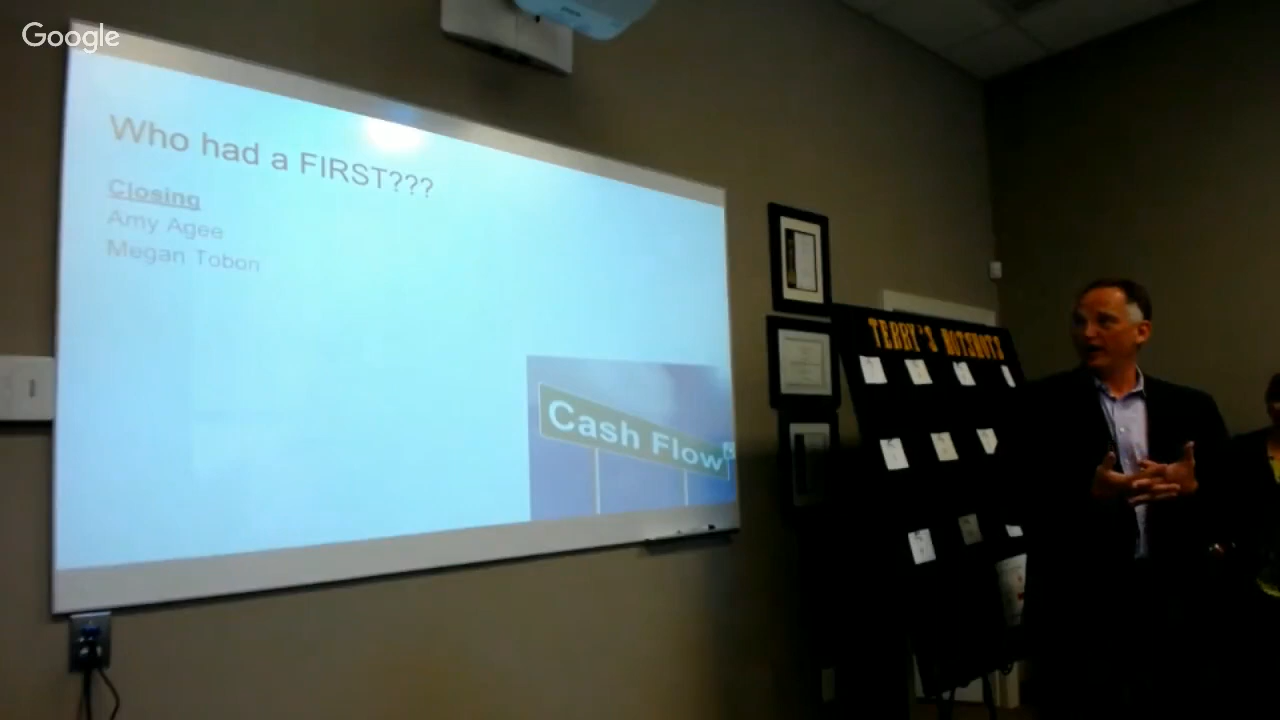 Google
Who had a FIRST???
Closing
Amy Agee
Megan Tobon
Cash Flow
TERRY'S HOTSHOTS